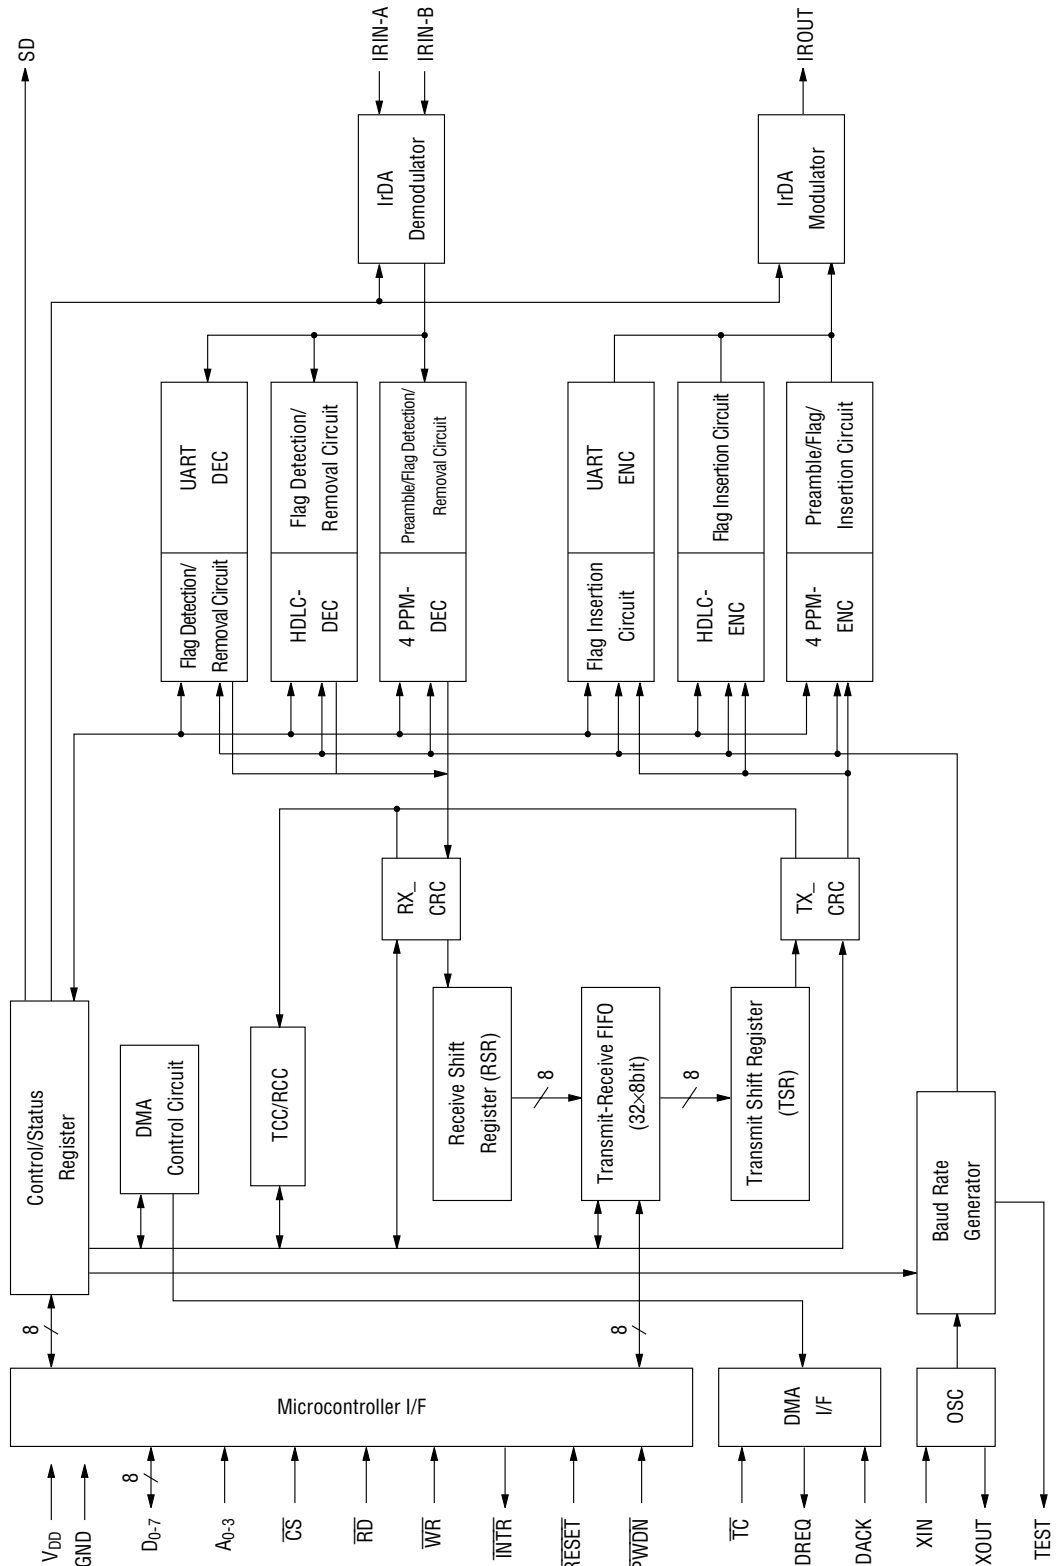 SD
IRIN-A
IRIN-B
IROUT
IrDA
Demodulator
IrDA
Modulator
UART
DEC
Flag Detection/
Removal Circuit
Flag Detection/
Removal Circuit
HDLC-
DEC
Preamble/Flag Detection/
Removal Circuit
4 PPM-
DEC
UART
ENC
Flag Insertion
Circuit
Flag Insertion Circuit
HDLC-
ENC
Preamble/Flag/
Insertion Circuit
4 PPM-
ENC
RX_
CRC
TX_
CRC
Control/Status
Register
DMA
Control Circuit
TCC/RCC
Receive Shift
Register (RSR)
8
Transmit-Receive FIFO
(32×8bit)
8
Transmit Shift Register
(TSR)
Baud Rate
Generator
8
8
Microcontroller I/F
DMA
I/F
OSC
VDD
GND
8
D0-7
A0-3
CS
RD
WR
INTR
RESET
PWDN
TC
DREQ
DACK
XIN
XOUT
TEST